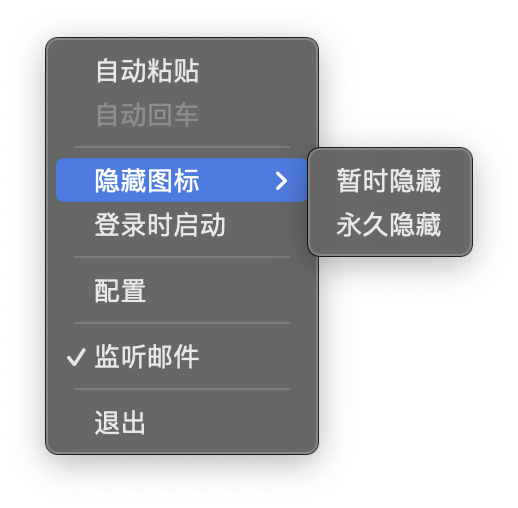 自动粘贴
自动回车
隐藏图标
登录时启动
配置
监听邮件
退出
暂时隐藏
永久隐藏